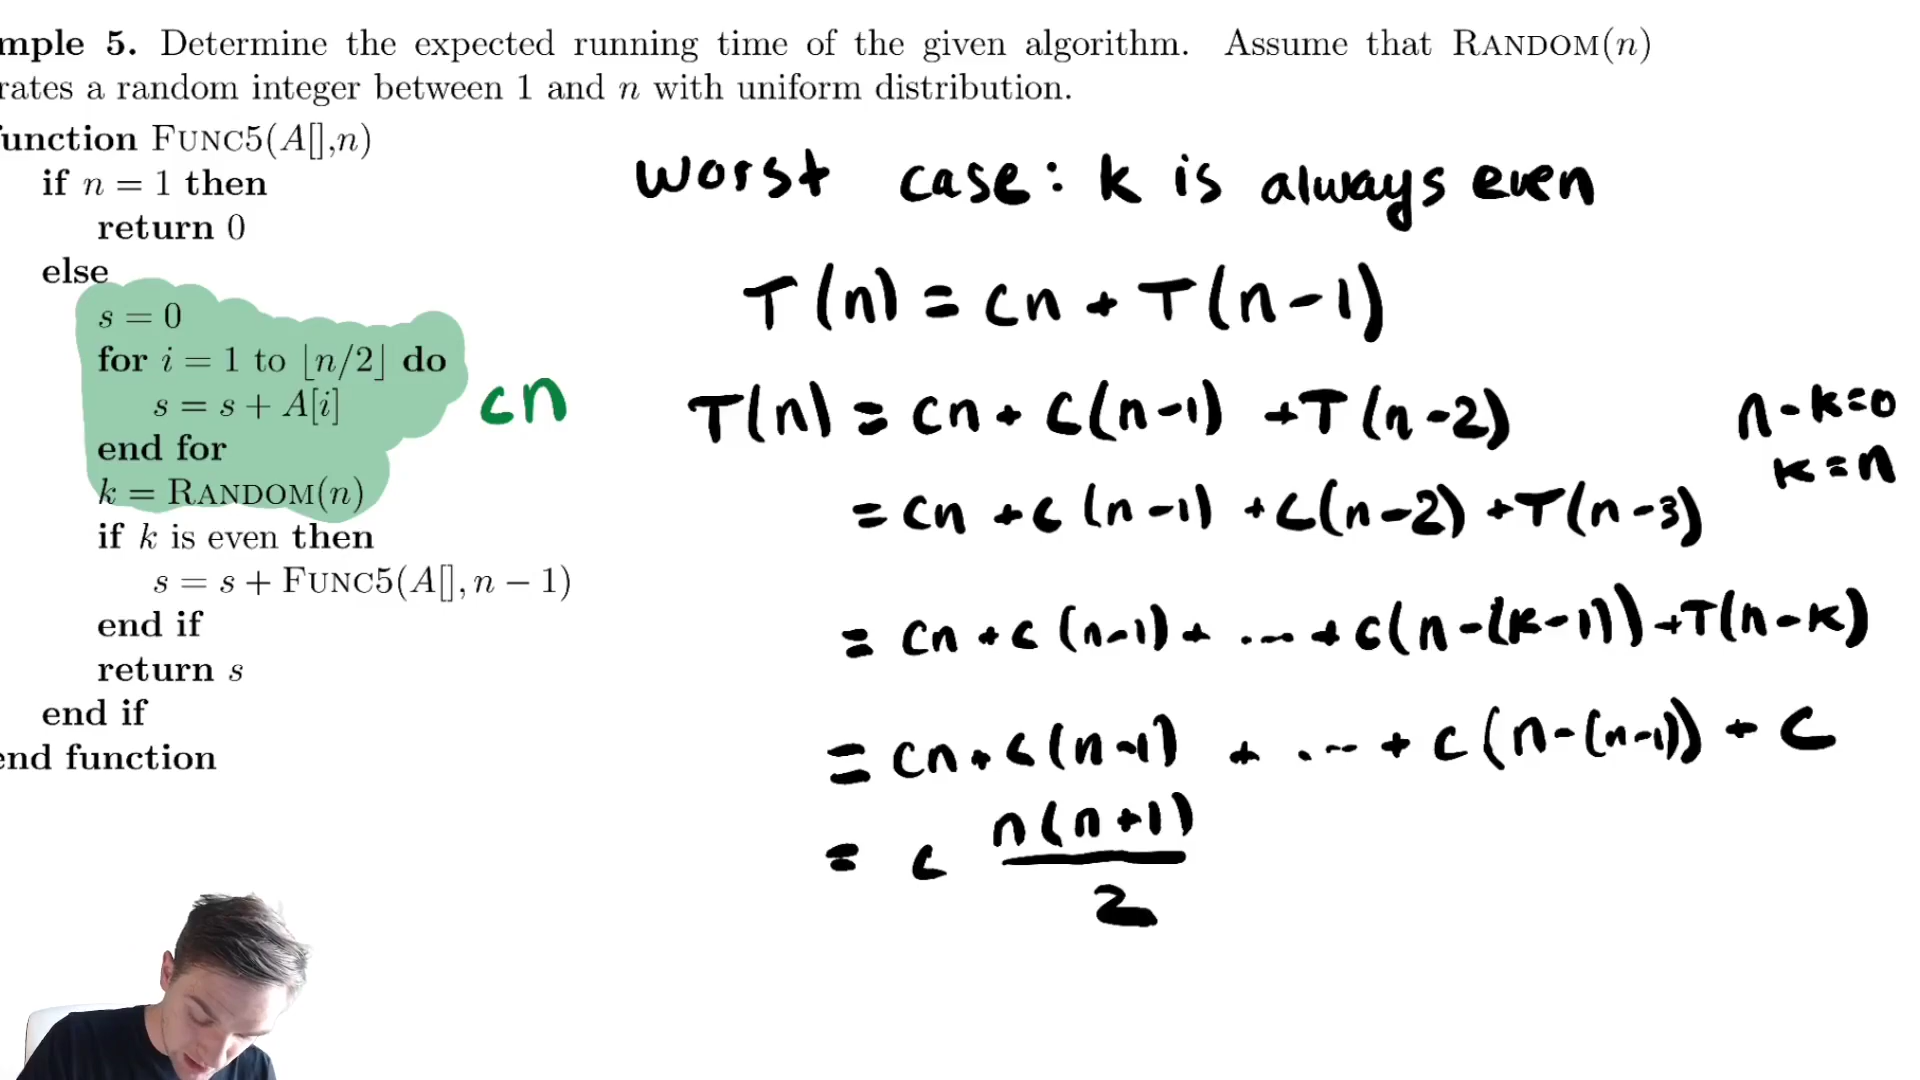 mple 5. Determine the expected running time of the given algorithm. Assume that RANDOM(n)
rates a random integer between 1 and n with uniform distribution.
function FUNC5(A[],n)
if n = 1 then
return 0
else
s = 0
for i = 1 to ⌊n/2⌋ do
s = s + A[i]
end for
k = RANDOM(n)
if k is even then
s = s + FUNC5(A[], n − 1)
end if
return s
end if
end function
cn
worst case: k is always even
T(n) = cn + T(n-1)
T(n) = cn + c(n-1) + T(n-2)
= cn + c(n-1) + c(n-2) + T(n-3)
= cn + c(n-1) + ... + c(n-(k-1)) + T(n-k)
= cn + c(n-1) + ... + c(n-(n-1)) + c
= c n(n+1)/2
n-k=0
k=n